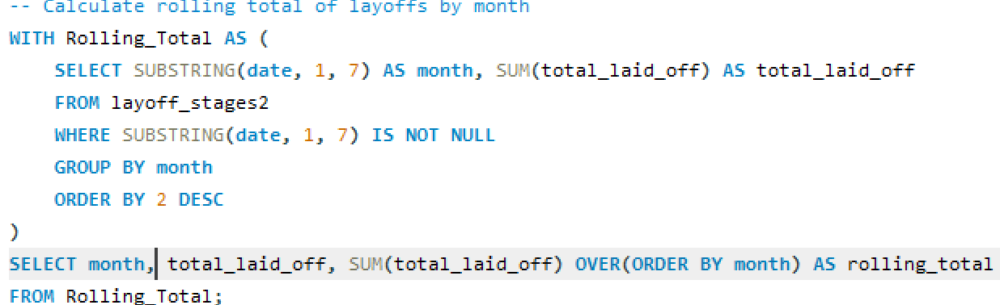 -- Calculate rolling total of layoffs by month
WITH Rolling_Total AS (
    SELECT SUBSTRING(date, 1, 7) AS month, SUM(total_laid_off) AS total_laid_off
    FROM layoff_stages2
    WHERE SUBSTRING(date, 1, 7) IS NOT NULL
    GROUP BY month
    ORDER BY 2 DESC
)
SELECT month, total_laid_off, SUM(total_laid_off) OVER(ORDER BY month) AS rolling_total
FROM Rolling_Total;